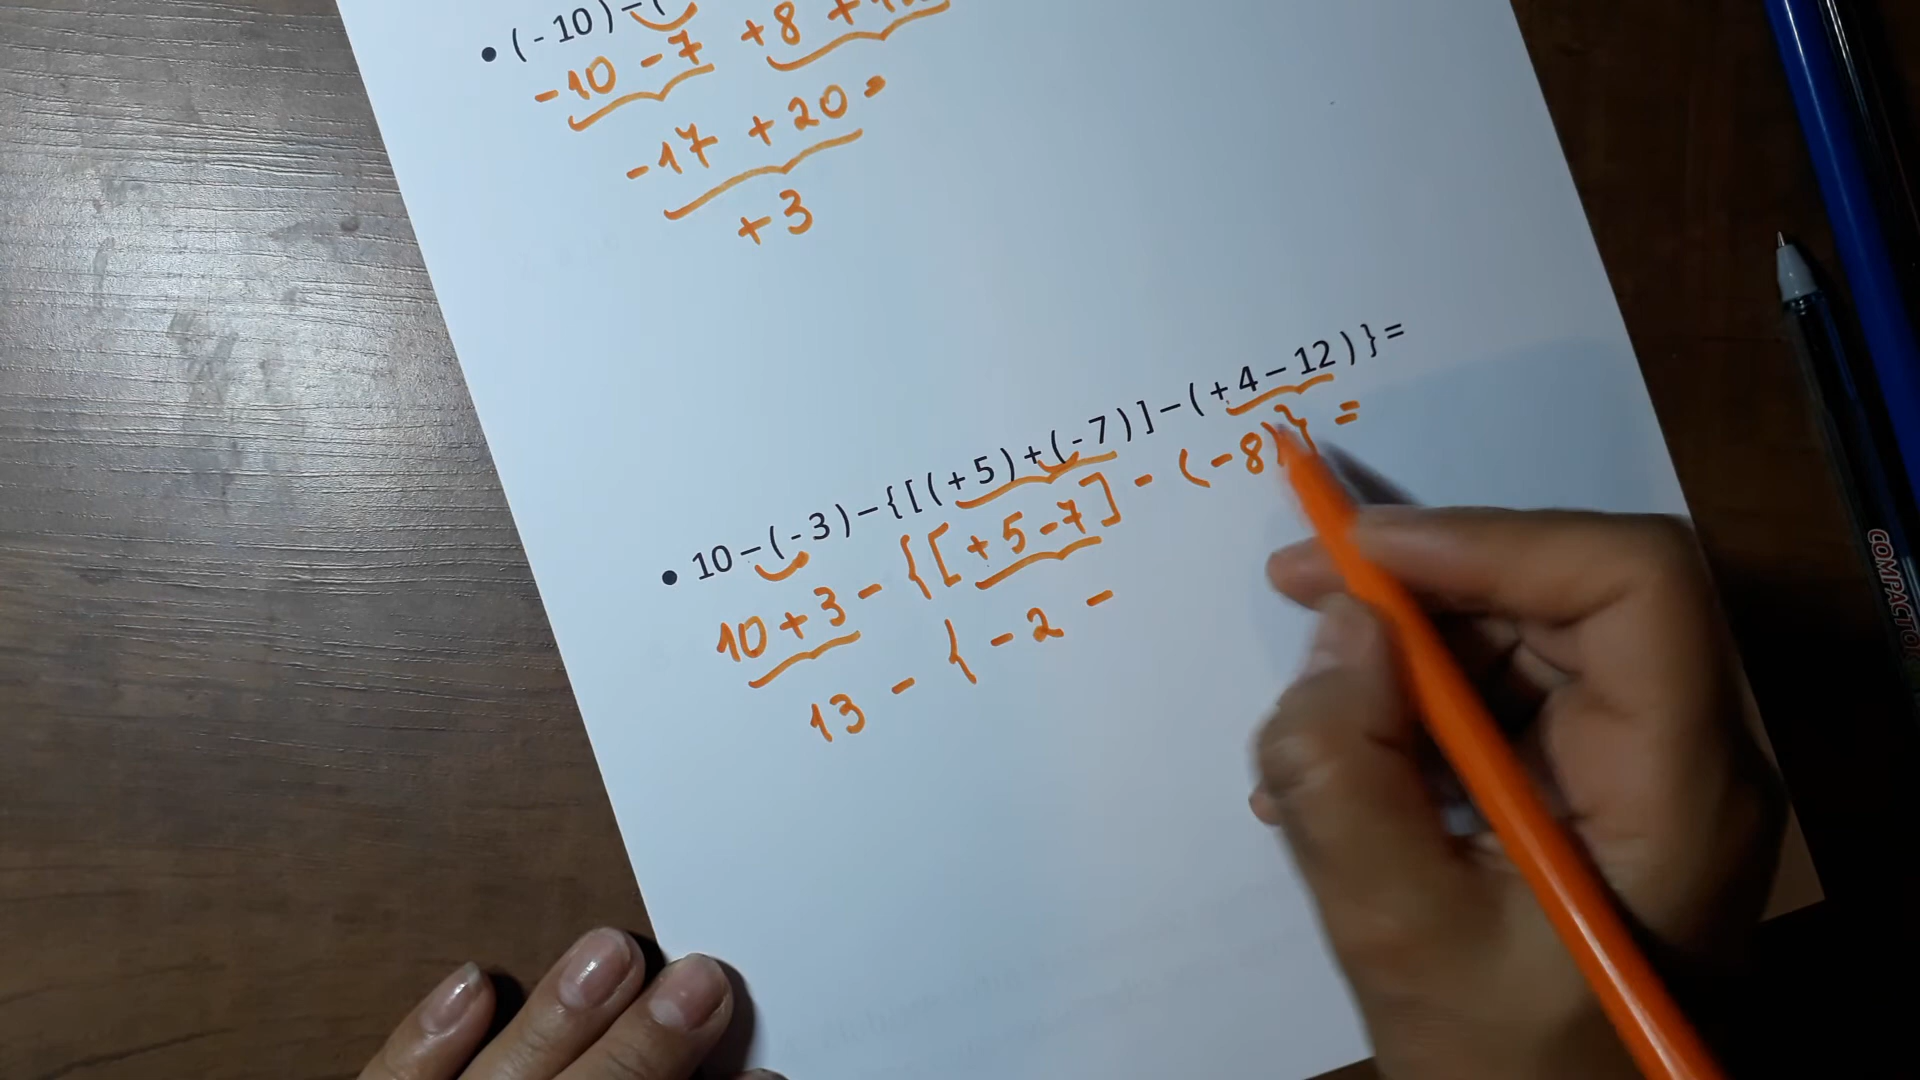 (-10)-(
-10 -7 +8
-17 + 20 =
+3
10-(-3)-{[(+5)+(-7)]-(+4-12)}=
10+3-{[+5-7]-(-8)}=
13 - { -2 -
COMPACTO